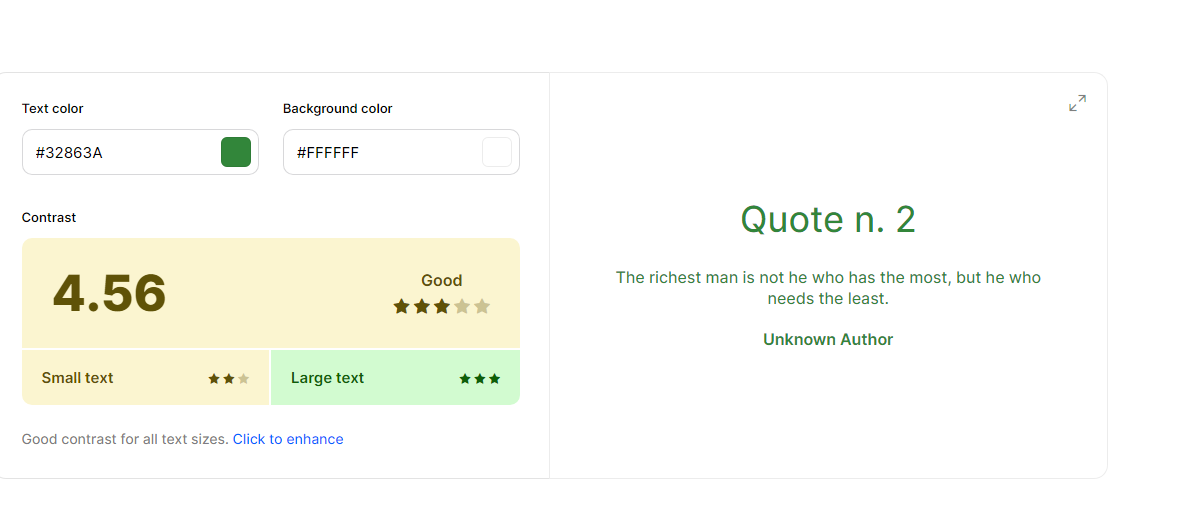 Text color
Background color
#32863A
#FFFFFF
Contrast
4.56
Good
Small text
Large text
Good contrast for all text sizes. Click to enhance
Quote n. 2
The richest man is not he who has the most, but he who
needs the least.
Unknown Author